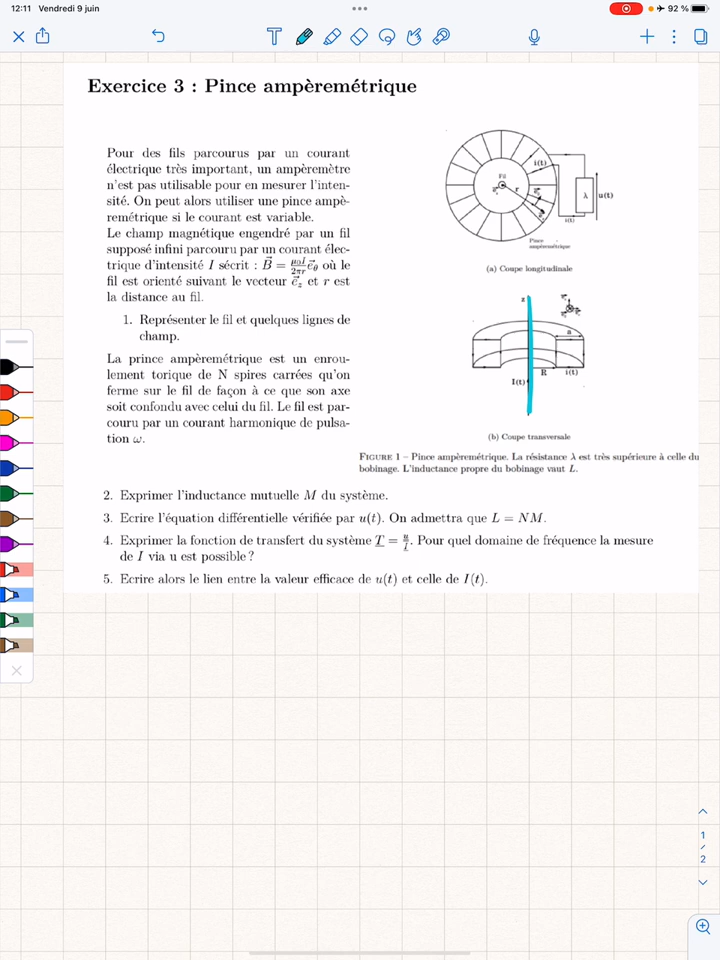 12:11 Vendredi 9 juin
92 %
Exercice 3 : Pince ampèremétrique
Pour des fils parcourus par un courant
électrique très important, un ampèremètre
n'est pas utilisable pour en mesurer l'inten-
sité. On peut alors utiliser une pince ampè-
remétrique si le courant est variable.
Le champ magnétique engendré par un fil
supposé infini parcouru par un courant élec-
trique d'intensité I sécrit : B⃗ = μ₀I/2πr e⃗θ où le
fil est orienté suivant le vecteur e⃗z et r est
la distance au fil.
1. Représenter le fil et quelques lignes de
champ.
La prince ampèremétrique est un enrou-
lement torique de N spires carrées qu'on
ferme sur le fil de façon à ce que son axe
soit confondu avec celui du fil. Le fil est par-
couru par un courant harmonique de pulsa-
tion ω.
i(t)
Fil
r
λ
u(t)
i(t)
Pince
ampèremétrique
(a) Coupe longitudinale
z
a
R
i(t)
I(t)
(b) Coupe transversale
FIGURE 1 – Pince ampèremétrique. La résistance λ est très supérieure à celle du
bobinage. L'inductance propre du bobinage vaut L.
2. Exprimer l'inductance mutuelle M du système.
3. Ecrire l'équation différentielle vérifiée par u(t). On admettra que L = NM.
4. Exprimer la fonction de transfert du système T = u/I. Pour quel domaine de fréquence la mesure
de I via u est possible ?
5. Ecrire alors le lien entre la valeur efficace de u(t) et celle de I(t).
1
/
2